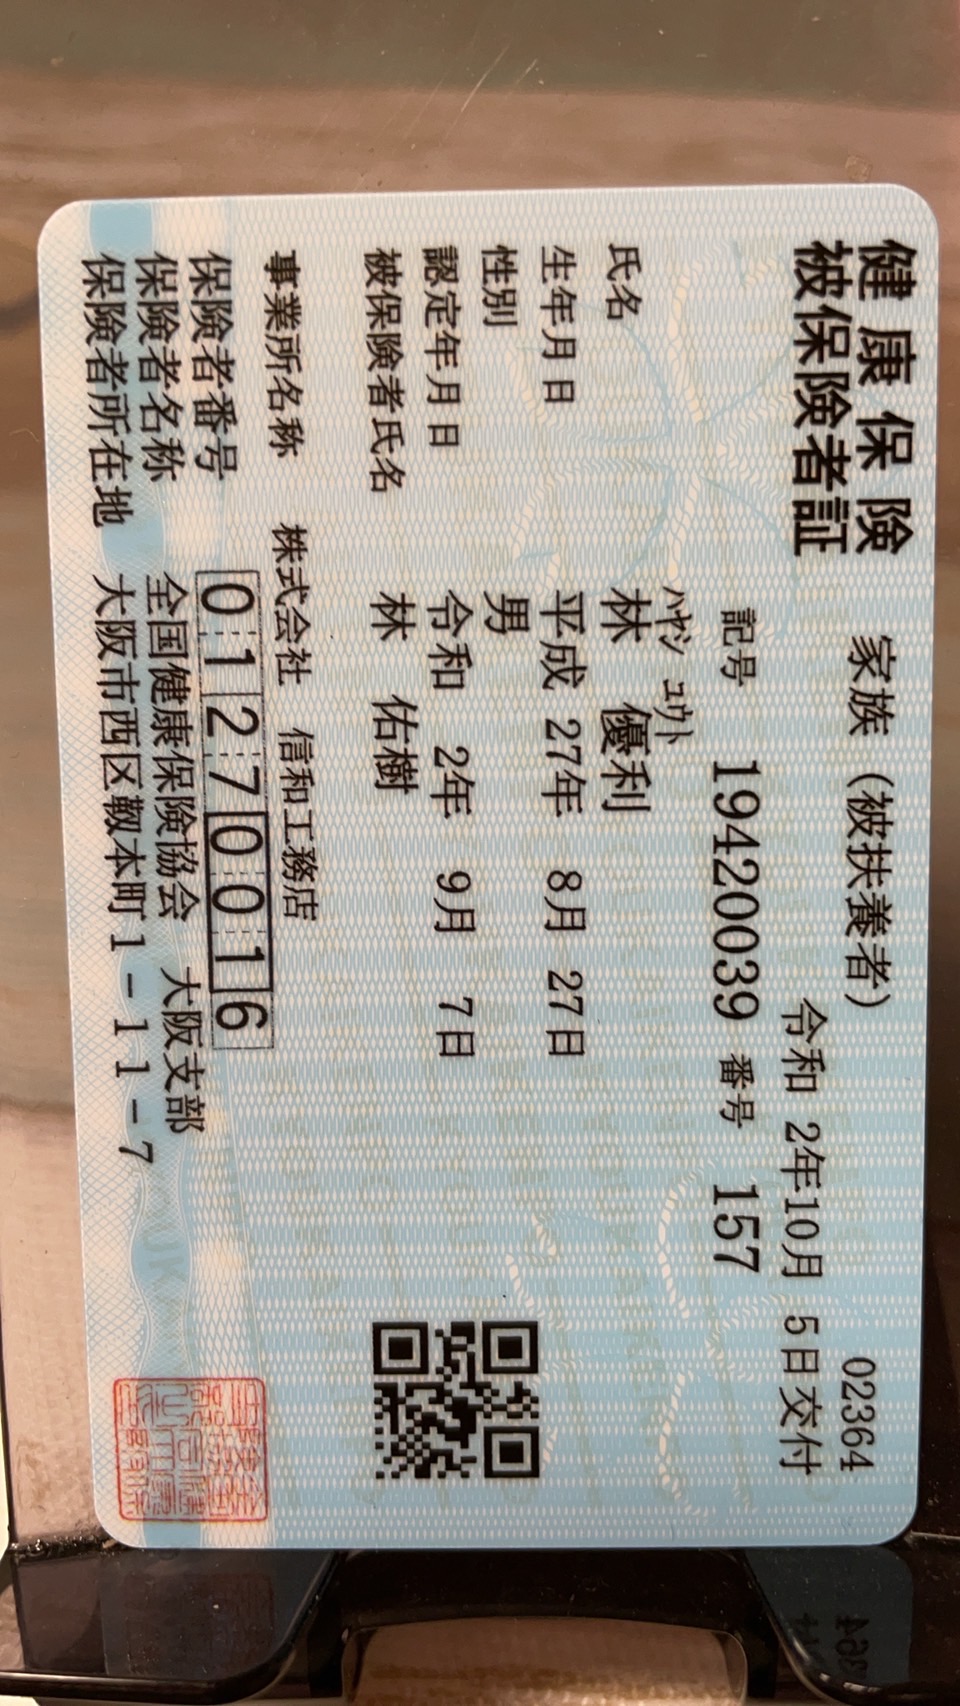 健康保険
被保険者証
家族（被扶養者）
02364
令和 2年10月 5日交付
記号 19420039 番号 157
ﾊﾔｼ ﾕｳﾄ
氏名 林 優利
生年月日 平成 27年 8月 27日
性別 男
認定年月日 令和 2年 9月 7日
被保険者氏名 林 佑樹
事業所名称 株式会社 信和工務店
保険者番号 01270016
保険者名称 全国健康保険協会 大阪支部
保険者所在地 大阪市西区靱本町1-11-7